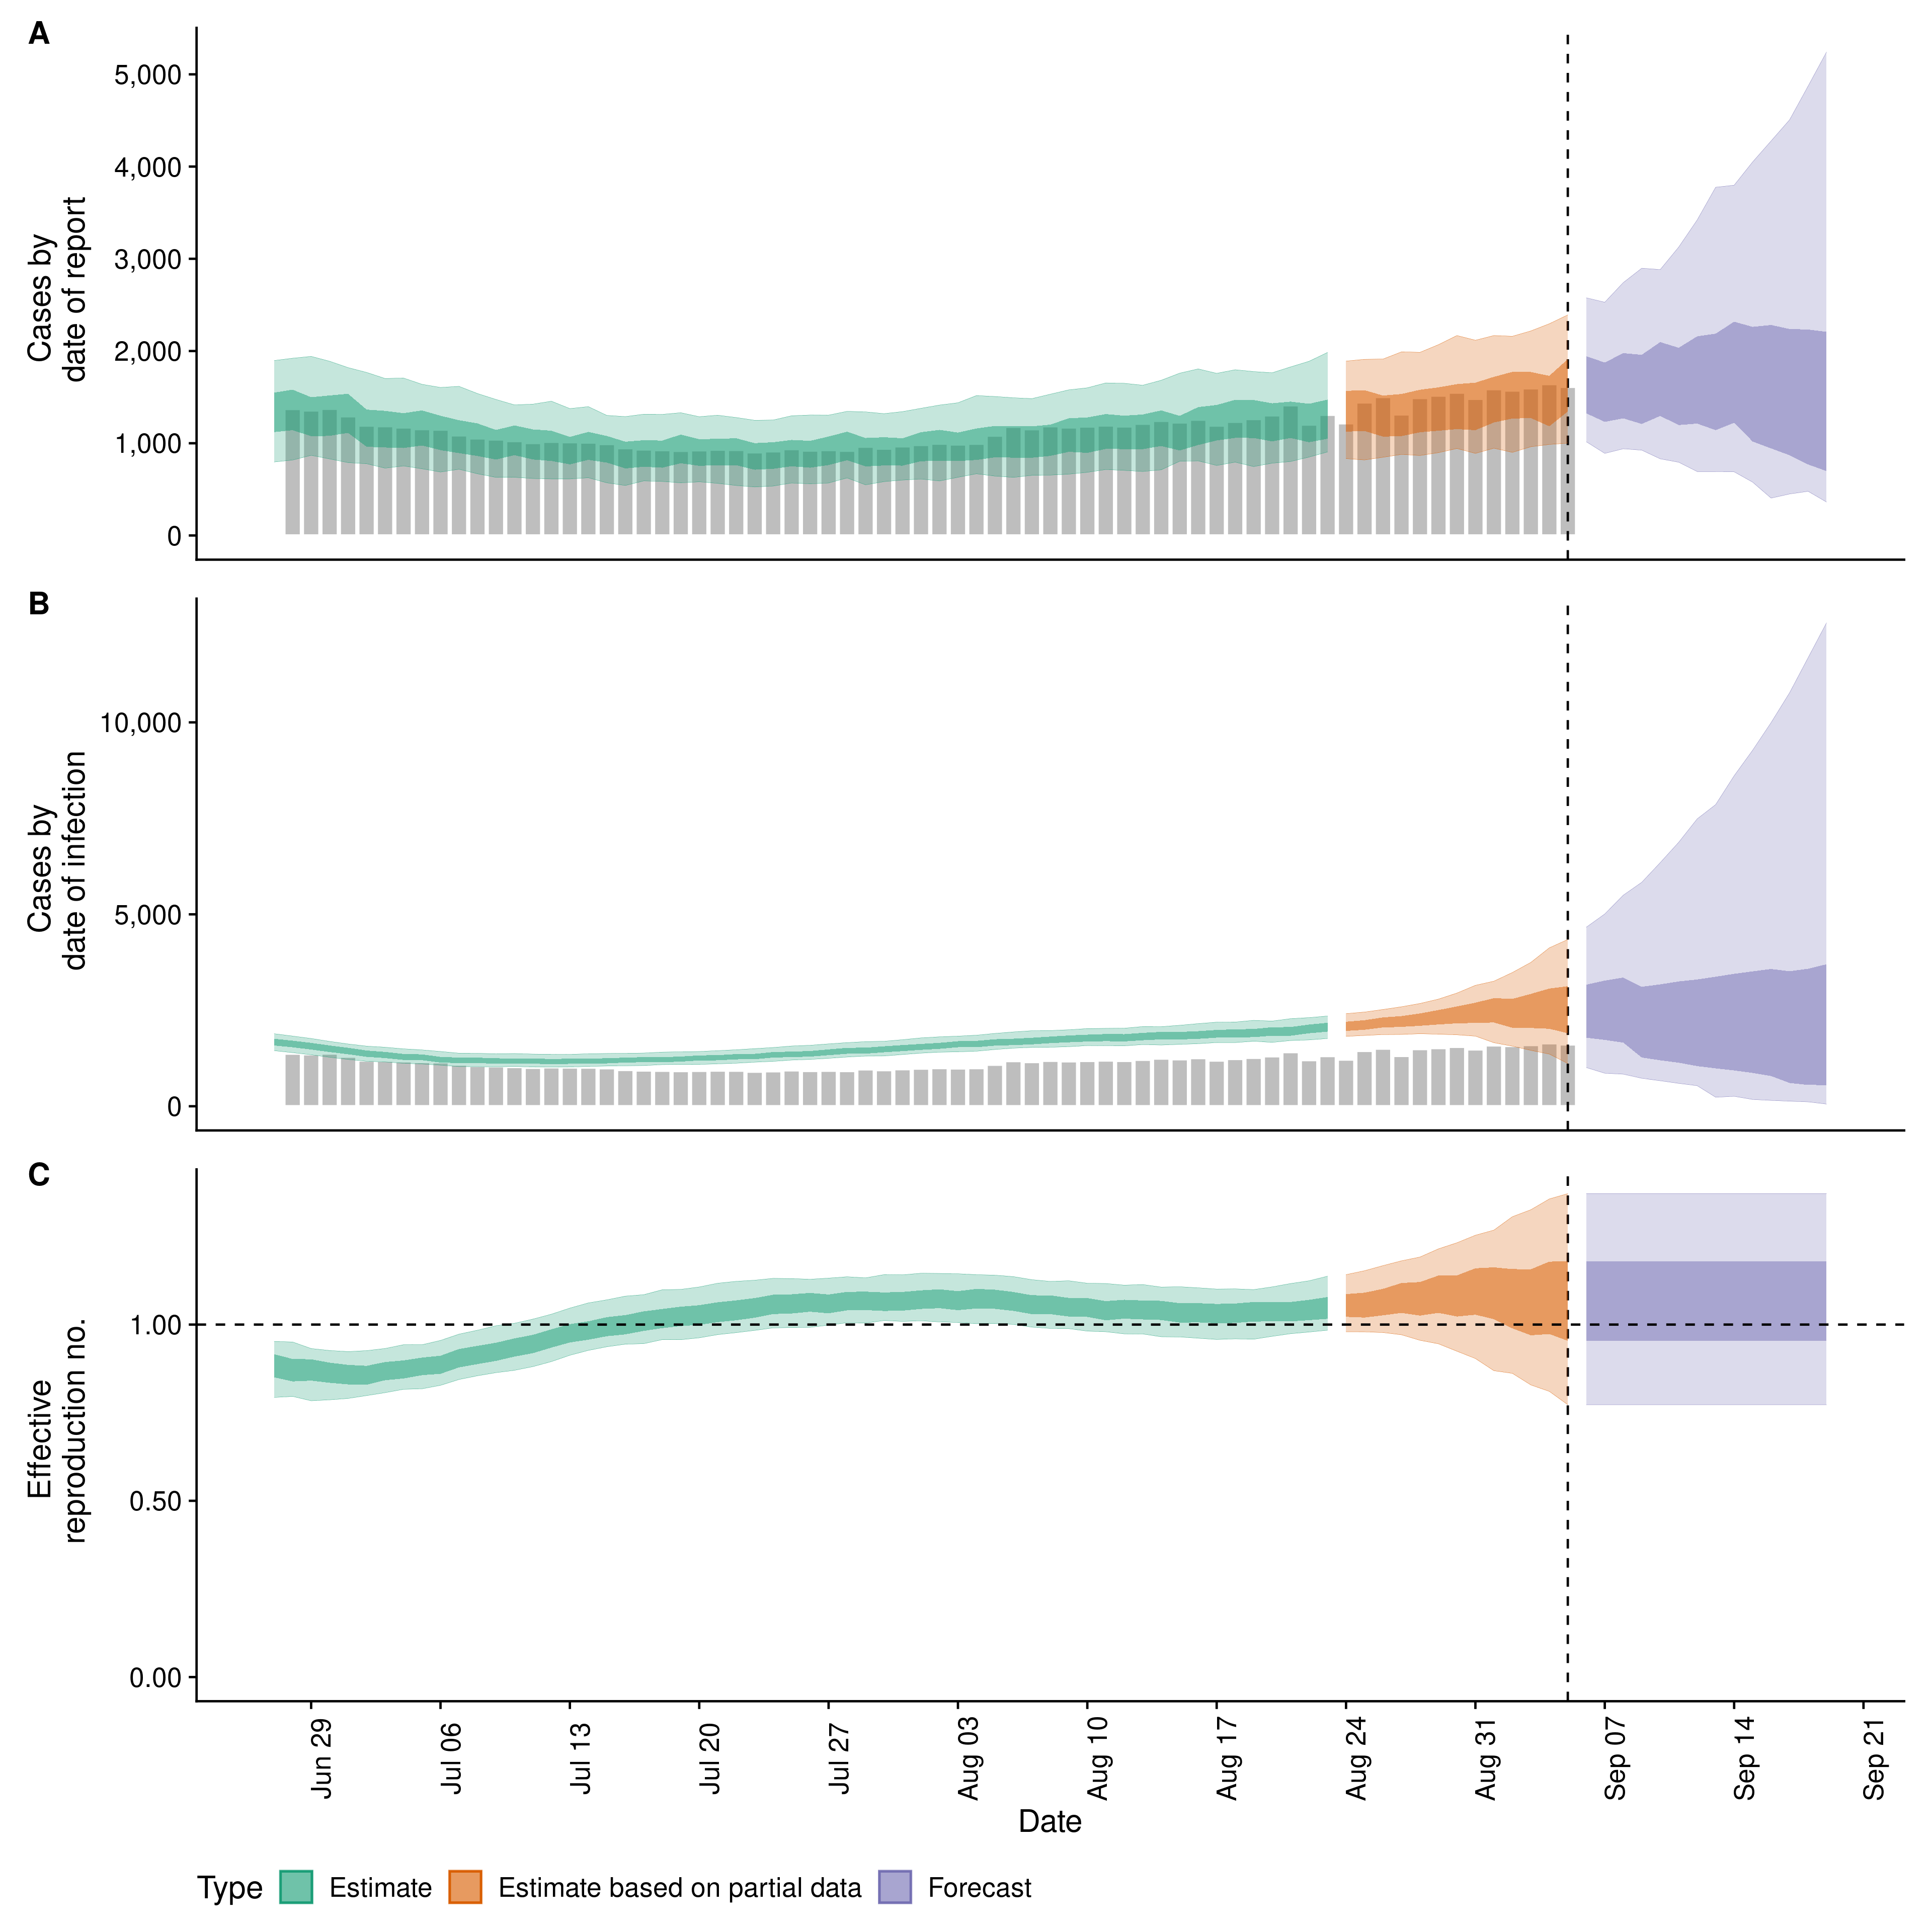 A
Cases by
date of report
5,000
4,000
3,000
2,000
1,000
0
B
Cases by
date of infection
10,000
5,000
0
C
Effective
reproduction no.
1.00
0.50
0.00
Jun 29
Jul 06
Jul 13
Jul 20
Jul 27
Aug 03
Aug 10
Aug 17
Aug 24
Aug 31
Sep 07
Sep 14
Sep 21
Date
Type
Estimate
Estimate based on partial data
Forecast